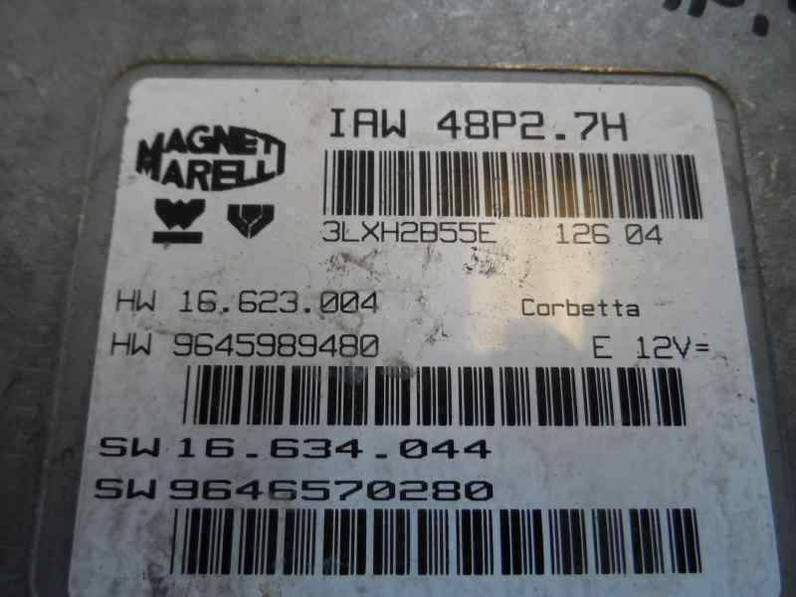 IAW 48P2.7H
MAGNETI
MARELLI
3LXH2B55E 126 04
HW 16.623.004 Corbetta
HW 9645989480 E 12V=
SW 16.634.044
SW 9646570280